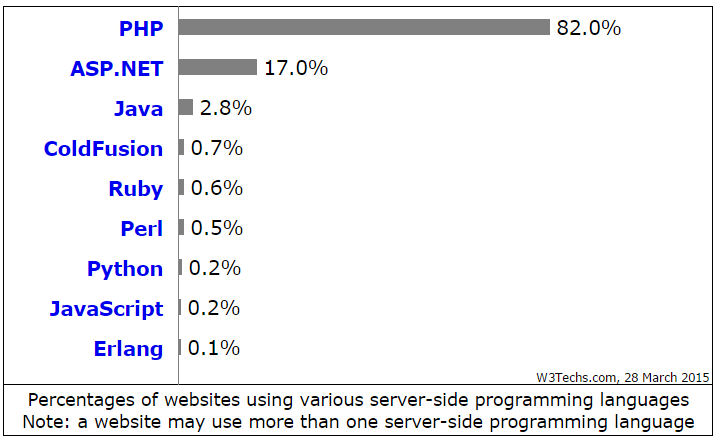 PHP 82.0%
ASP.NET 17.0%
Java 2.8%
ColdFusion 0.7%
Ruby 0.6%
Perl 0.5%
Python 0.2%
JavaScript 0.2%
Erlang 0.1%
W3Techs.com, 28 March 2015
Percentages of websites using various server-side programming languages
Note: a website may use more than one server-side programming language